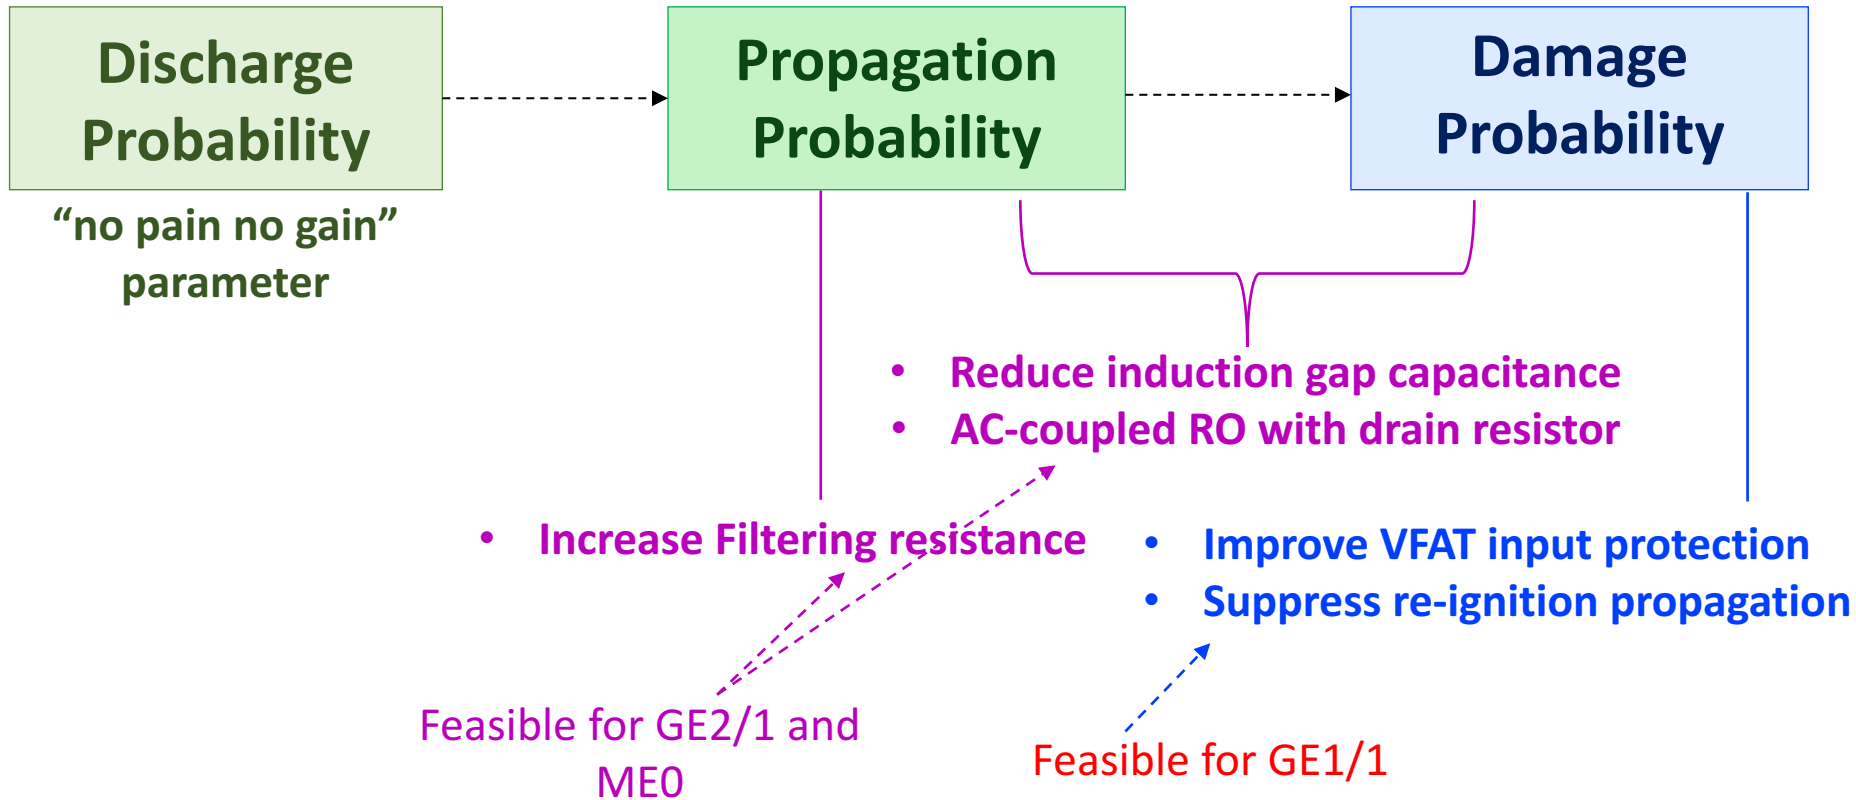 Discharge
Probability
Propagation
Probability
Damage
Probability
“no pain no gain”
parameter
• Reduce induction gap capacitance
• AC-coupled RO with drain resistor
• Increase Filtering resistance
• Improve VFAT input protection
• Suppress re-ignition propagation
Feasible for GE2/1 and
ME0
Feasible for GE1/1